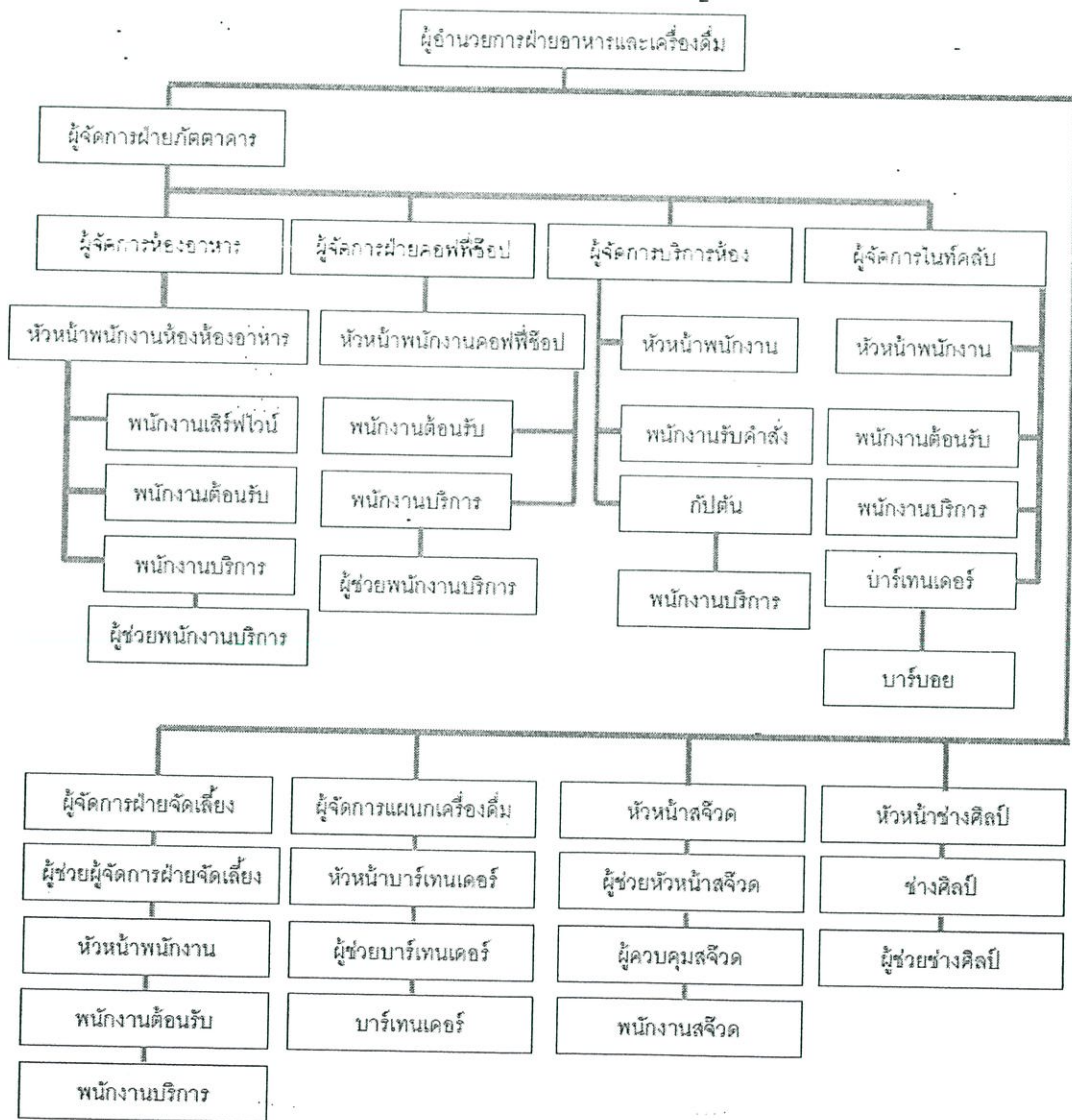 ผู้อำนวยการฝ่ายอาหารและเครื่องดื่ม
ผู้จัดการฝ่ายภัตตาคาร
ผู้จัดการห้องอาหาร
ผู้จัดการฝ่ายคอฟฟี่ช๊อป
ผู้จัดการบริการห้อง
ผู้จัดการไนท์คลับ
หัวหน้าพนักงานห้องห้องอาหาร
หัวหน้าพนักงานคอฟฟี่ช๊อป
หัวหน้าพนักงาน
หัวหน้าพนักงาน
พนักงานเสิร์ฟไวน์
พนักงานต้อนรับ
พนักงานรับคำสั่ง
พนักงานต้อนรับ
พนักงานต้อนรับ
พนักงานบริการ
กัปตัน
พนักงานบริการ
พนักงานบริการ
ผู้ช่วยพนักงานบริการ
พนักงานบริการ
บาร์เทนเดอร์
ผู้ช่วยพนักงานบริการ
บาร์บอย
ผู้จัดการฝ่ายจัดเลี้ยง
ผู้จัดการแผนกเครื่องดื่ม
หัวหน้าสจ๊วด
หัวหน้าช่างศิลป์
ผู้ช่วยผู้จัดการฝ่ายจัดเลี้ยง
หัวหน้าบาร์เทนเดอร์
ผู้ช่วยหัวหน้าสจ๊วด
ช่างศิลป์
หัวหน้าพนักงาน
ผู้ช่วยบาร์เทนเดอร์
ผู้ควบคุมสจ๊วด
ผู้ช่วยช่างศิลป์
พนักงานต้อนรับ
บาร์เทนเดอร์
พนักงานสจ๊วด
พนักงานบริการ